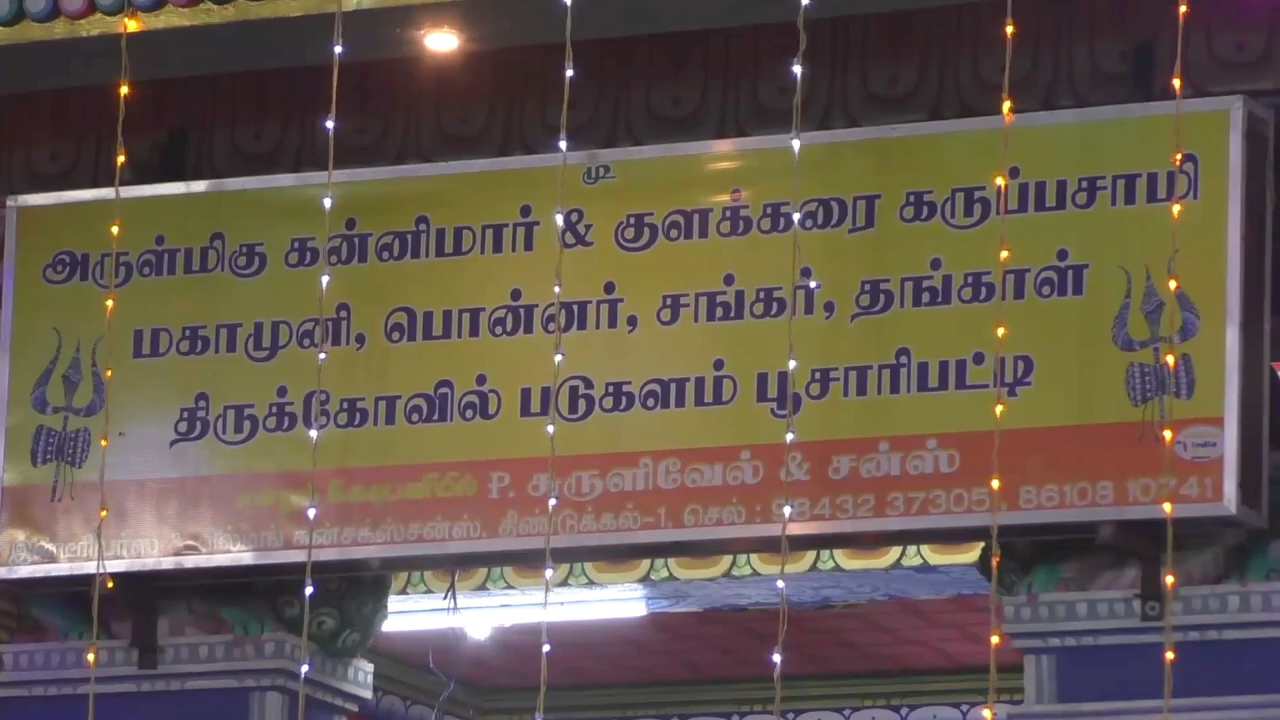 அருள்மிகு கன்னிமார் & குளக்கரை கருப்பசாமி
மகாமுனி, பொன்னர், சங்கர், தங்காள்
திருக்கோவில் படுகளம் பூசாரிபட்டி
P. சுருளிவேல் & சன்ஸ்
திண்டுக்கல்-1, செல் : 98432 37305, 86108 10741